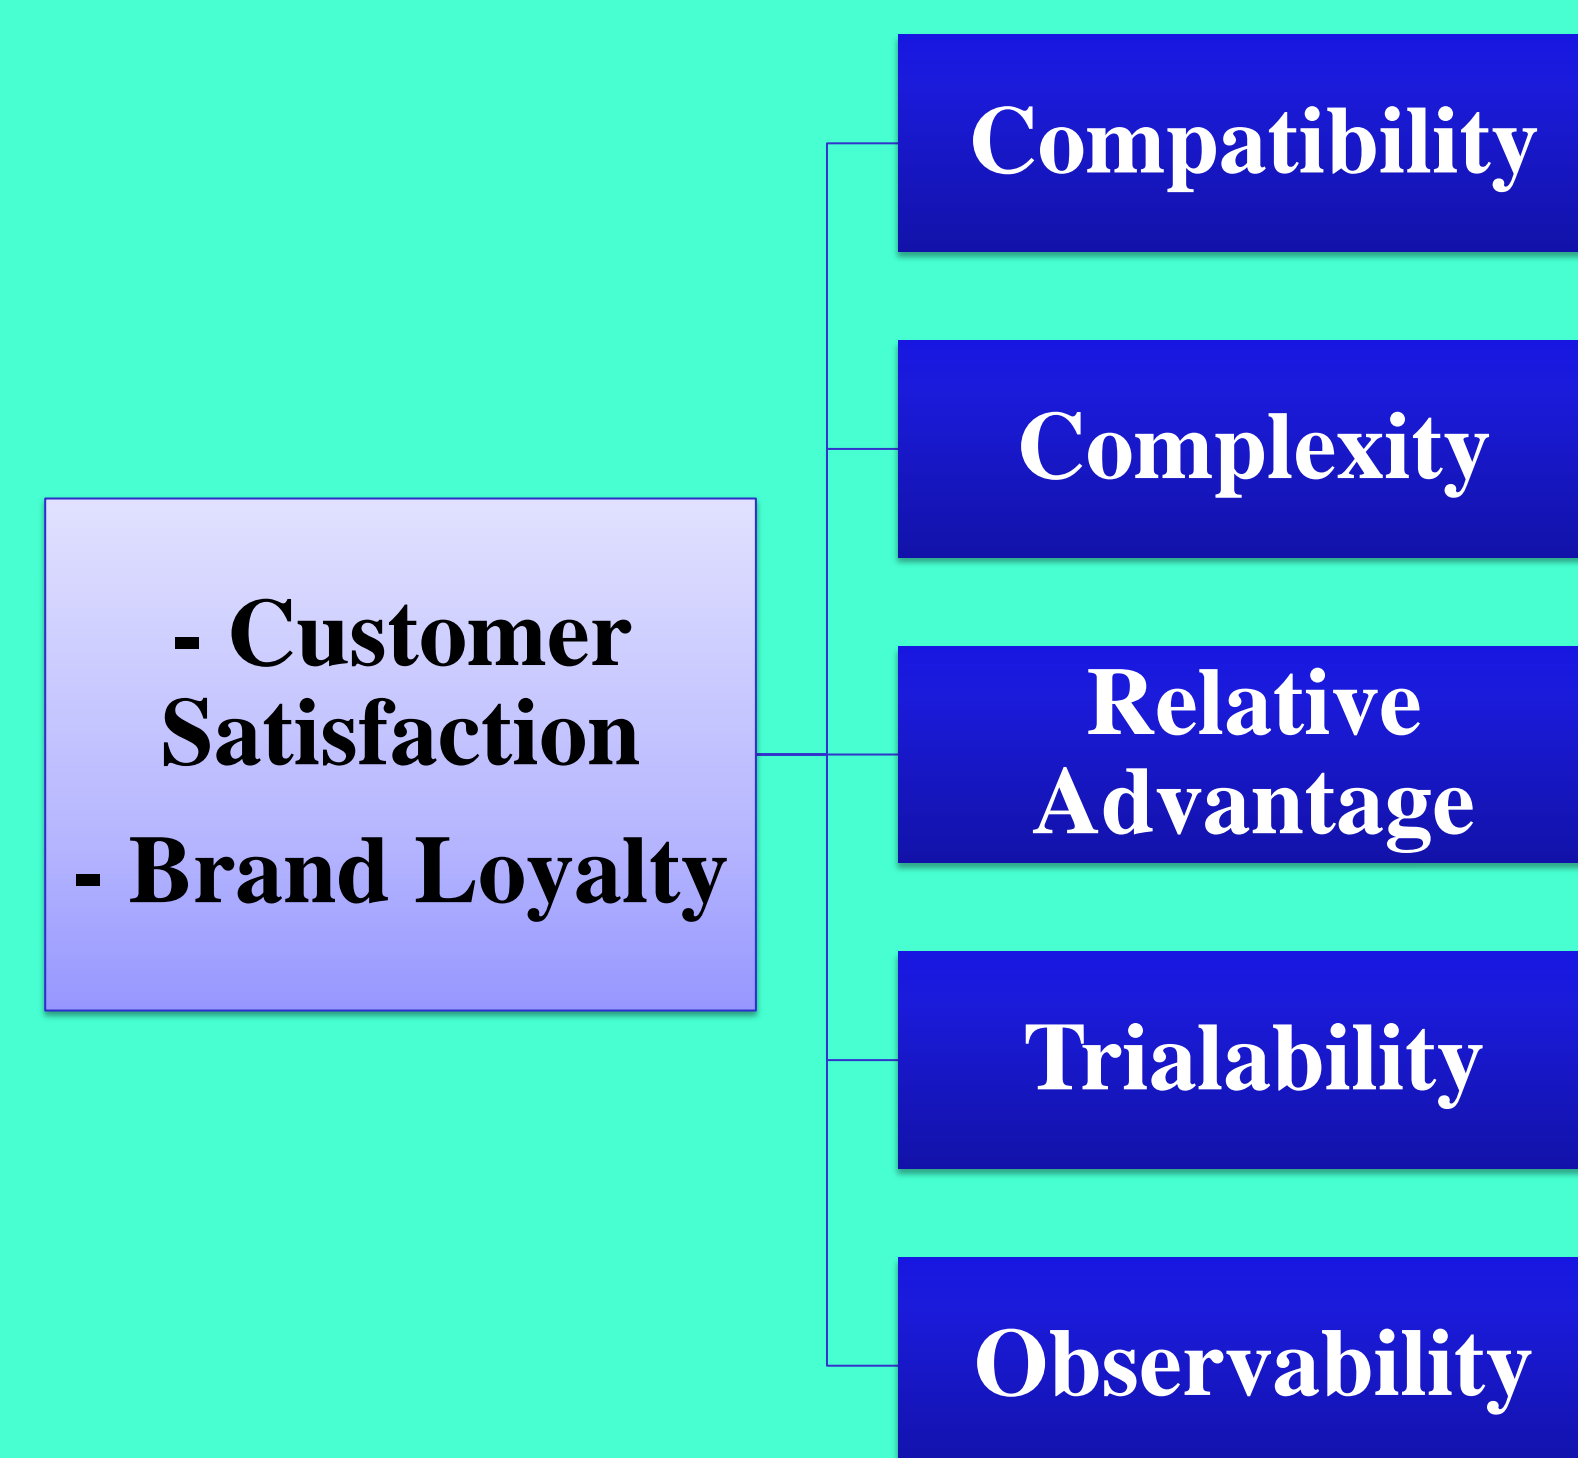 - Customer
Satisfaction
- Brand Loyalty
Compatibility
Complexity
Relative
Advantage
Trialability
Observability